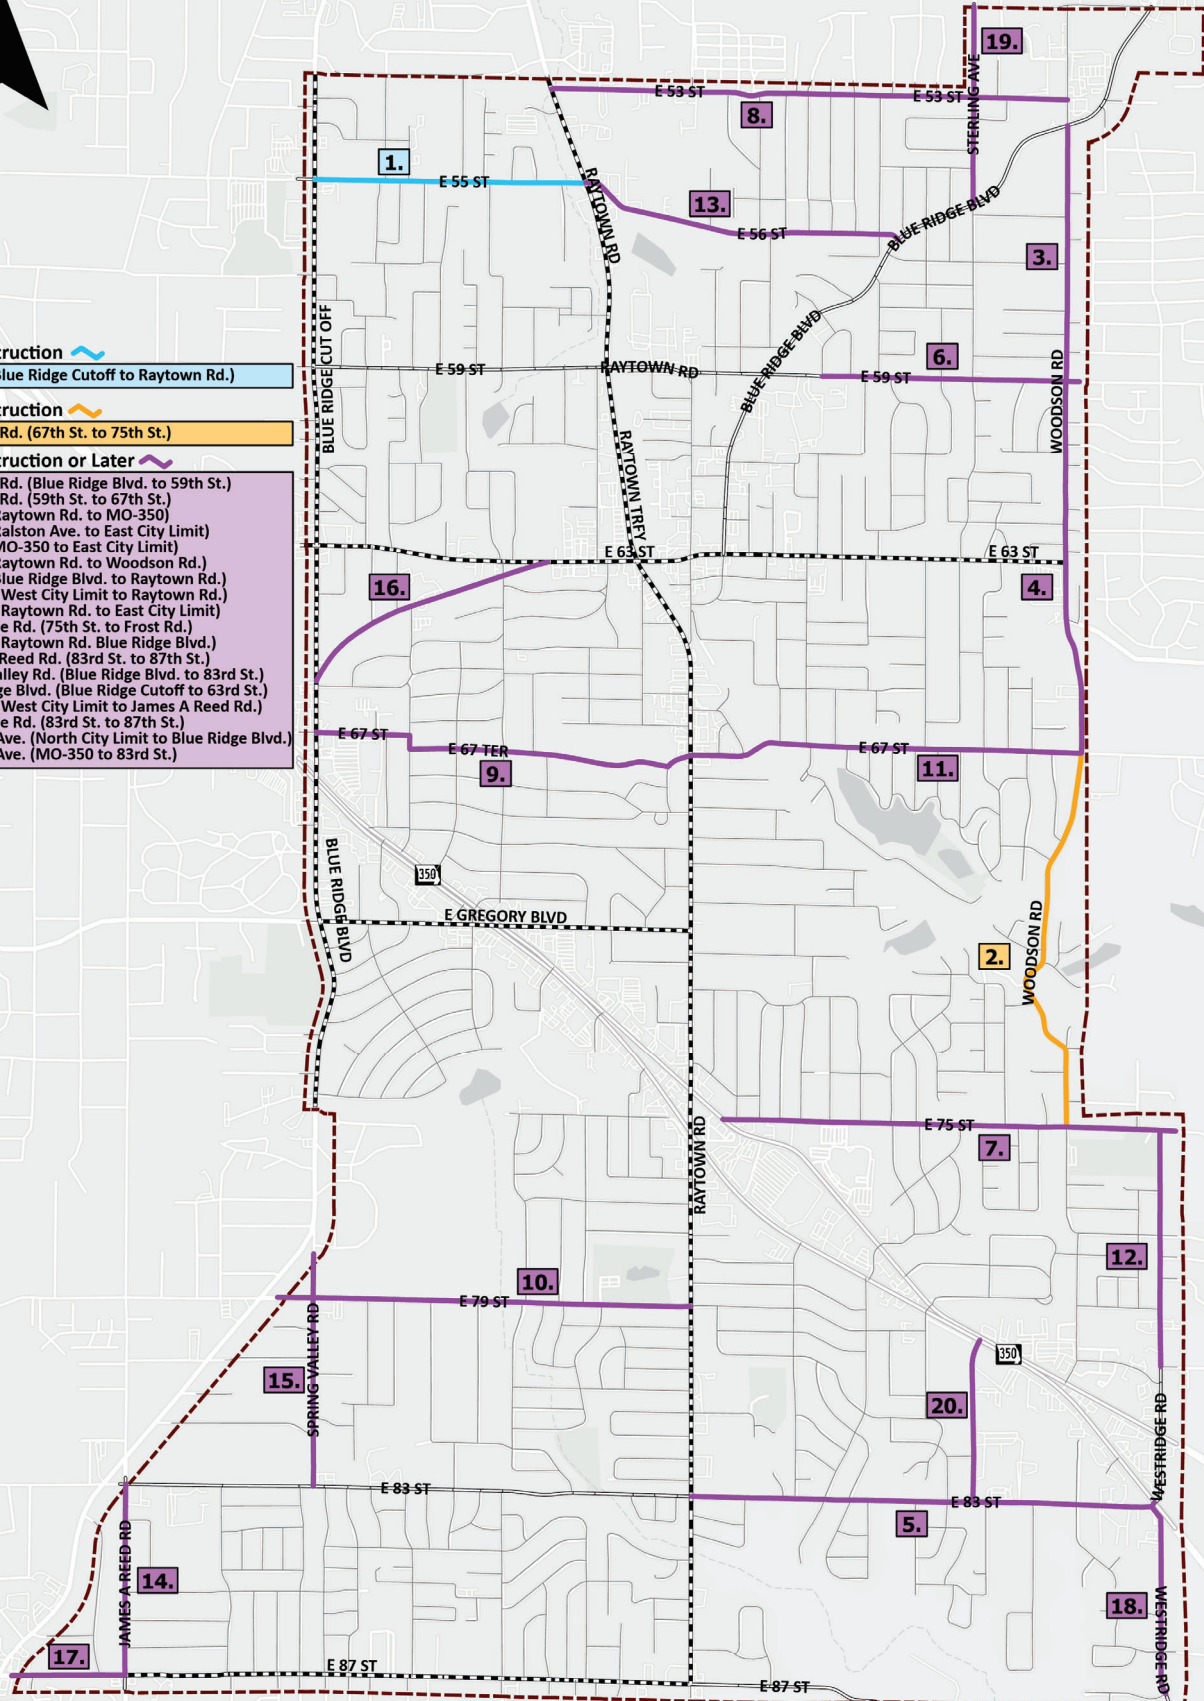 19.
STERLING AVE
E 53 ST
E 53 ST
8.
1.
E 55 ST
RAYTOWN RD
13.
E 56 ST
BLUE RIDGE BLVD
3.
BLUE RIDGE CUT OFF
E 59 ST
RAYTOWN RD
BLUE RIDGE BLVD
6.
E 59 ST
WOODSON RD
truction
Blue Ridge Cutoff to Raytown Rd.)
truction
Rd. (67th St. to 75th St.)
truction or Later
Rd. (Blue Ridge Blvd. to 59th St.)
Rd. (59th St. to 67th St.)
Raytown Rd. to MO-350)
Ralston Ave. to East City Limit)
MO-350 to East City Limit)
Raytown Rd. to Woodson Rd.)
Blue Ridge Blvd. to Raytown Rd.)
West City Limit to Raytown Rd.)
Raytown Rd. to East City Limit)
e Rd. (75th St. to Frost Rd.)
Raytown Rd. Blue Ridge Blvd.)
Reed Rd. (83rd St. to 87th St.)
lley Rd. (Blue Ridge Blvd. to 83rd St.)
ge Blvd. (Blue Ridge Cutoff to 63rd St.)
West City Limit to James A Reed Rd.)
e Rd. (83rd St. to 87th St.)
Ave. (North City Limit to Blue Ridge Blvd.)
Ave. (MO-350 to 83rd St.)
RAYTOWN TRFY
E 63 ST
E 63 ST
16.
4.
E 67 ST
E 67 TER
9.
E 67 ST
11.
BLUE RIDGE BLVD
350
E GREGORY BLVD
2.
WOODSON RD
RAYTOWN RD
E 75 ST
7.
12.
10.
E 79 ST
SPRING VALLEY RD
15.
350
20.
WESTRIDGE RD
E 83 ST
E 83 ST
5.
JAMES A REED RD
14.
18.
WESTRIDGE RD
17.
E 87 ST
E 87 ST